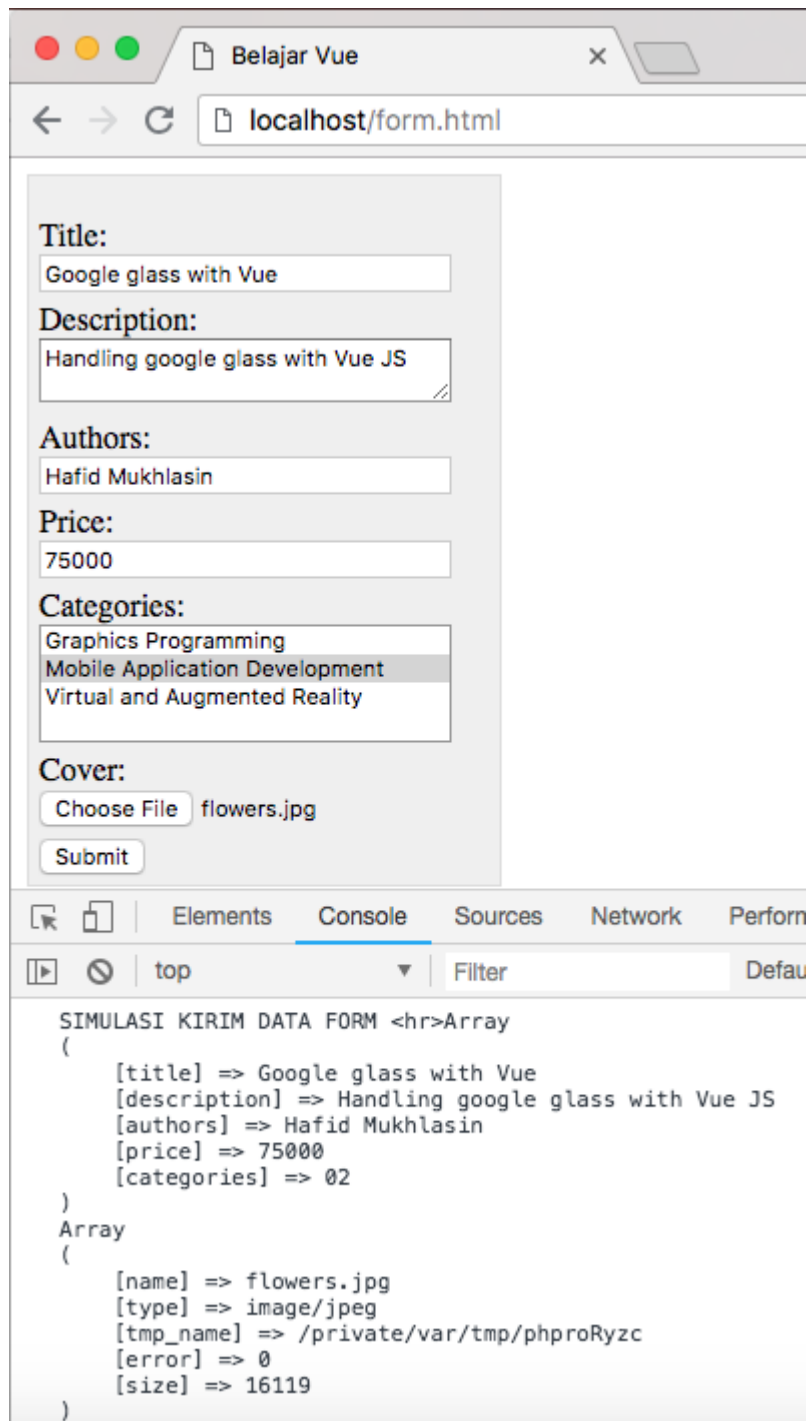 Belajar Vue
localhost/form.html
Title:
Google glass with Vue
Description:
Handling google glass with Vue JS
Authors:
Hafid Mukhlasin
Price:
75000
Categories:
Graphics Programming
Mobile Application Development
Virtual and Augmented Reality
Cover:
Choose File flowers.jpg
Submit
Elements Console Sources Network Perform
top Filter Defau
SIMULASI KIRIM DATA FORM <hr>Array
(
[title] => Google glass with Vue
[description] => Handling google glass with Vue JS
[authors] => Hafid Mukhlasin
[price] => 75000
[categories] => 02
)
Array
(
[name] => flowers.jpg
[type] => image/jpeg
[tmp_name] => /private/var/tmp/phproRyzc
[error] => 0
[size] => 16119
)